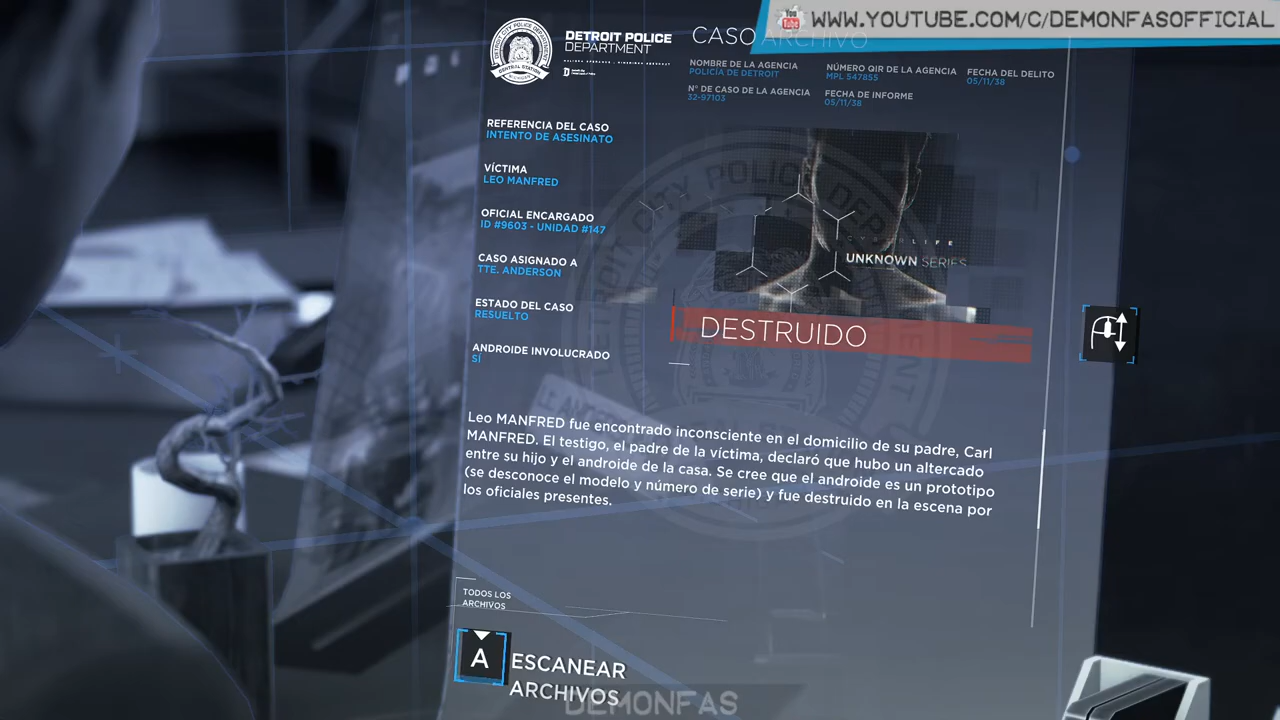 WWW.YOUTUBE.COM/C/DEMONFASOFFICIAL
You
Tube
DETROIT POLICE
DEPARTMENT
CASO ARCHIVO
NOMBRE DE LA AGENCIA
POLICÍA DE DETROIT
NÚMERO QIR DE LA AGENCIA
MPL 547855
FECHA DEL DELITO
05/11/38
Nº DE CASO DE LA AGENCIA
32-97103
FECHA DE INFORME
05/11/38
REFERENCIA DEL CASO
INTENTO DE ASESINATO
VÍCTIMA
LEO MANFRED
OFICIAL ENCARGADO
ID #9603 - UNIDAD #147
CASO ASIGNADO A
TTE. ANDERSON
ESTADO DEL CASO
RESUELTO
ANDROIDE INVOLUCRADO
SÍ
UNKNOWN SERIES
DESTRUIDO
Leo MANFRED fue encontrado inconsciente en el domicilio de su padre, Carl
MANFRED. El testigo, el padre de la víctima, declaró que hubo un altercado
entre su hijo y el androide de la casa. Se cree que el androide es un prototipo
(se desconoce el modelo y número de serie) y fue destruido en la escena por
los oficiales presentes.
TODOS LOS
ARCHIVOS
A
ESCANEAR
ARCHIVOS
DEMONFAS